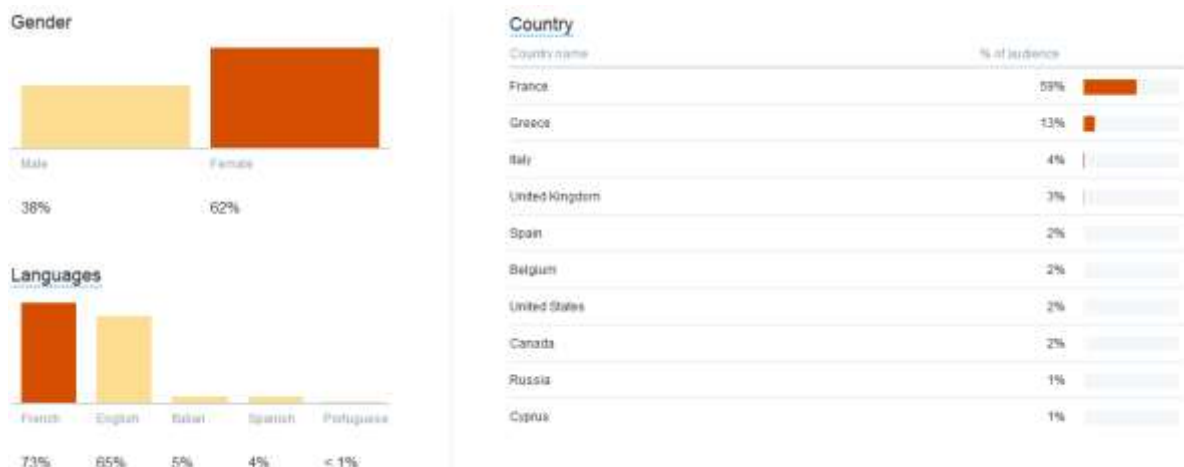 Gender
Male Female
38% 62%
Languages
French English Italian Spanish Portuguese
73% 65% 5% 4% < 1%
Country
Country name % of audience
France 59%
Greece 13%
Italy 4%
United Kingdom 3%
Spain 2%
Belgium 2%
United States 2%
Canada 2%
Russia 1%
Cyprus 1%